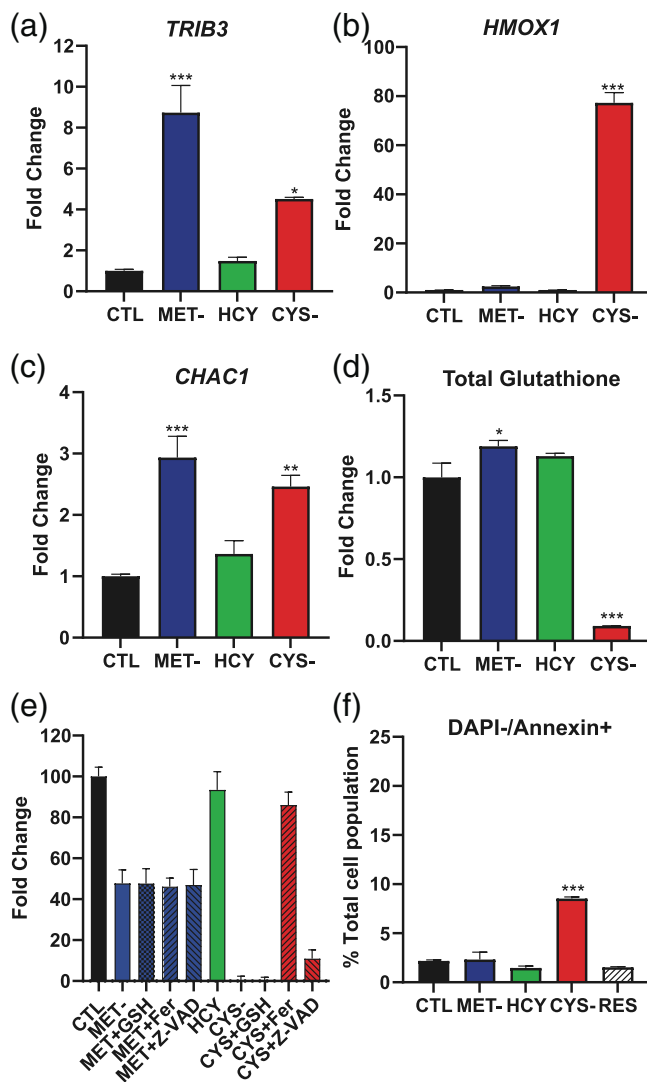 (a)
TRIB3
Fold Change
12
10
8
6
4
2
0
***
*
CTL MET- HCY CYS-
(b)
HMOX1
Fold Change
100
80
60
40
20
0
***
CTL MET- HCY CYS-
(c)
CHAC1
Fold Change
4
3
2
1
0
***
**
CTL MET- HCY CYS-
(d)
Total Glutathione
Fold Change
1.5
1.0
0.5
0.0
*
***
CTL MET- HCY CYS-
(e)
Fold Change
120
100
80
60
40
20
0
CTL
MET-
MET+GSH
MET+Fer
MET+Z-VAD
HCY
CYS-
CYS+GSH
CYS+Fer
CYS+Z-VAD
(f)
DAPI-/Annexin+
% Total cell population
25
20
15
10
5
0
***
CTL MET- HCY CYS- RES